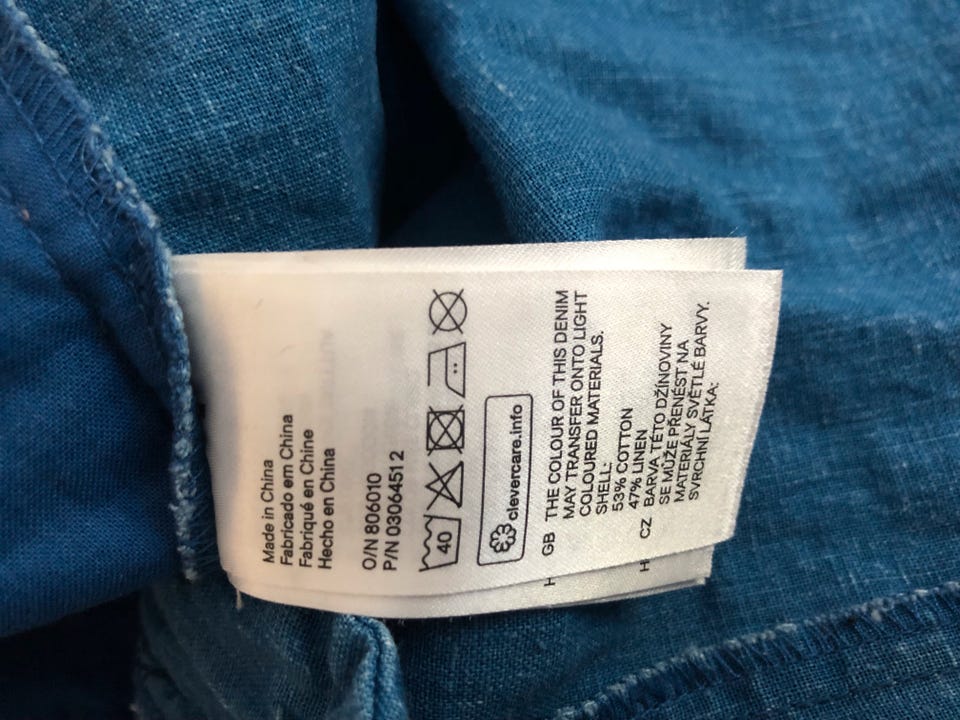 Made in China
Fabricado em China
Fabriqué en Chine
Hecho en China
O/N 806010
P/N 03064512
40
clevercare.info
GB THE COLOUR OF THIS DENIM
MAY TRANSFER ONTO LIGHT
COLOURED MATERIALS.
SHELL:
53% COTTON
47% LINEN
CZ BARVA TÉTO DŽÍNOVINY
SE MŮŽE PŘENÉST NA
MATERIÁLY SVĚTLÉ BARVY.
SVRCHNÍ LÁTKA: